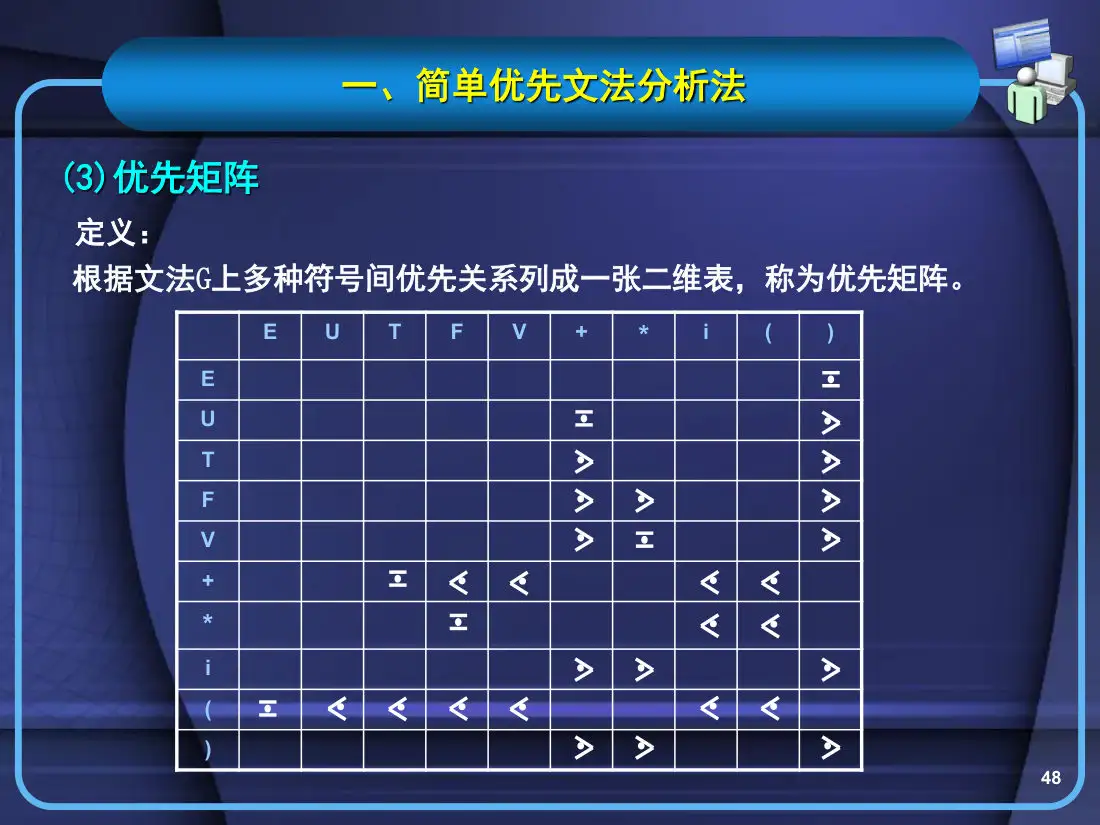 一、简单优先文法分析法
(3)优先矩阵
定义：
根据文法G上多种符号间优先关系列成一张二维表，称为优先矩阵。
E U T F V + * i ( )
E ≐
U ≐ ⋗
T ⋗ ⋗
F ⋗ ⋗ ⋗
V ⋗ ≐ ⋗
+ ≐ ⋖ ⋖ ⋖ ⋖
* ≐ ⋖ ⋖
i ⋗ ⋗ ⋗
( ≐ ⋖ ⋖ ⋖ ⋖ ⋖ ⋖
) ⋗ ⋗ ⋗
48